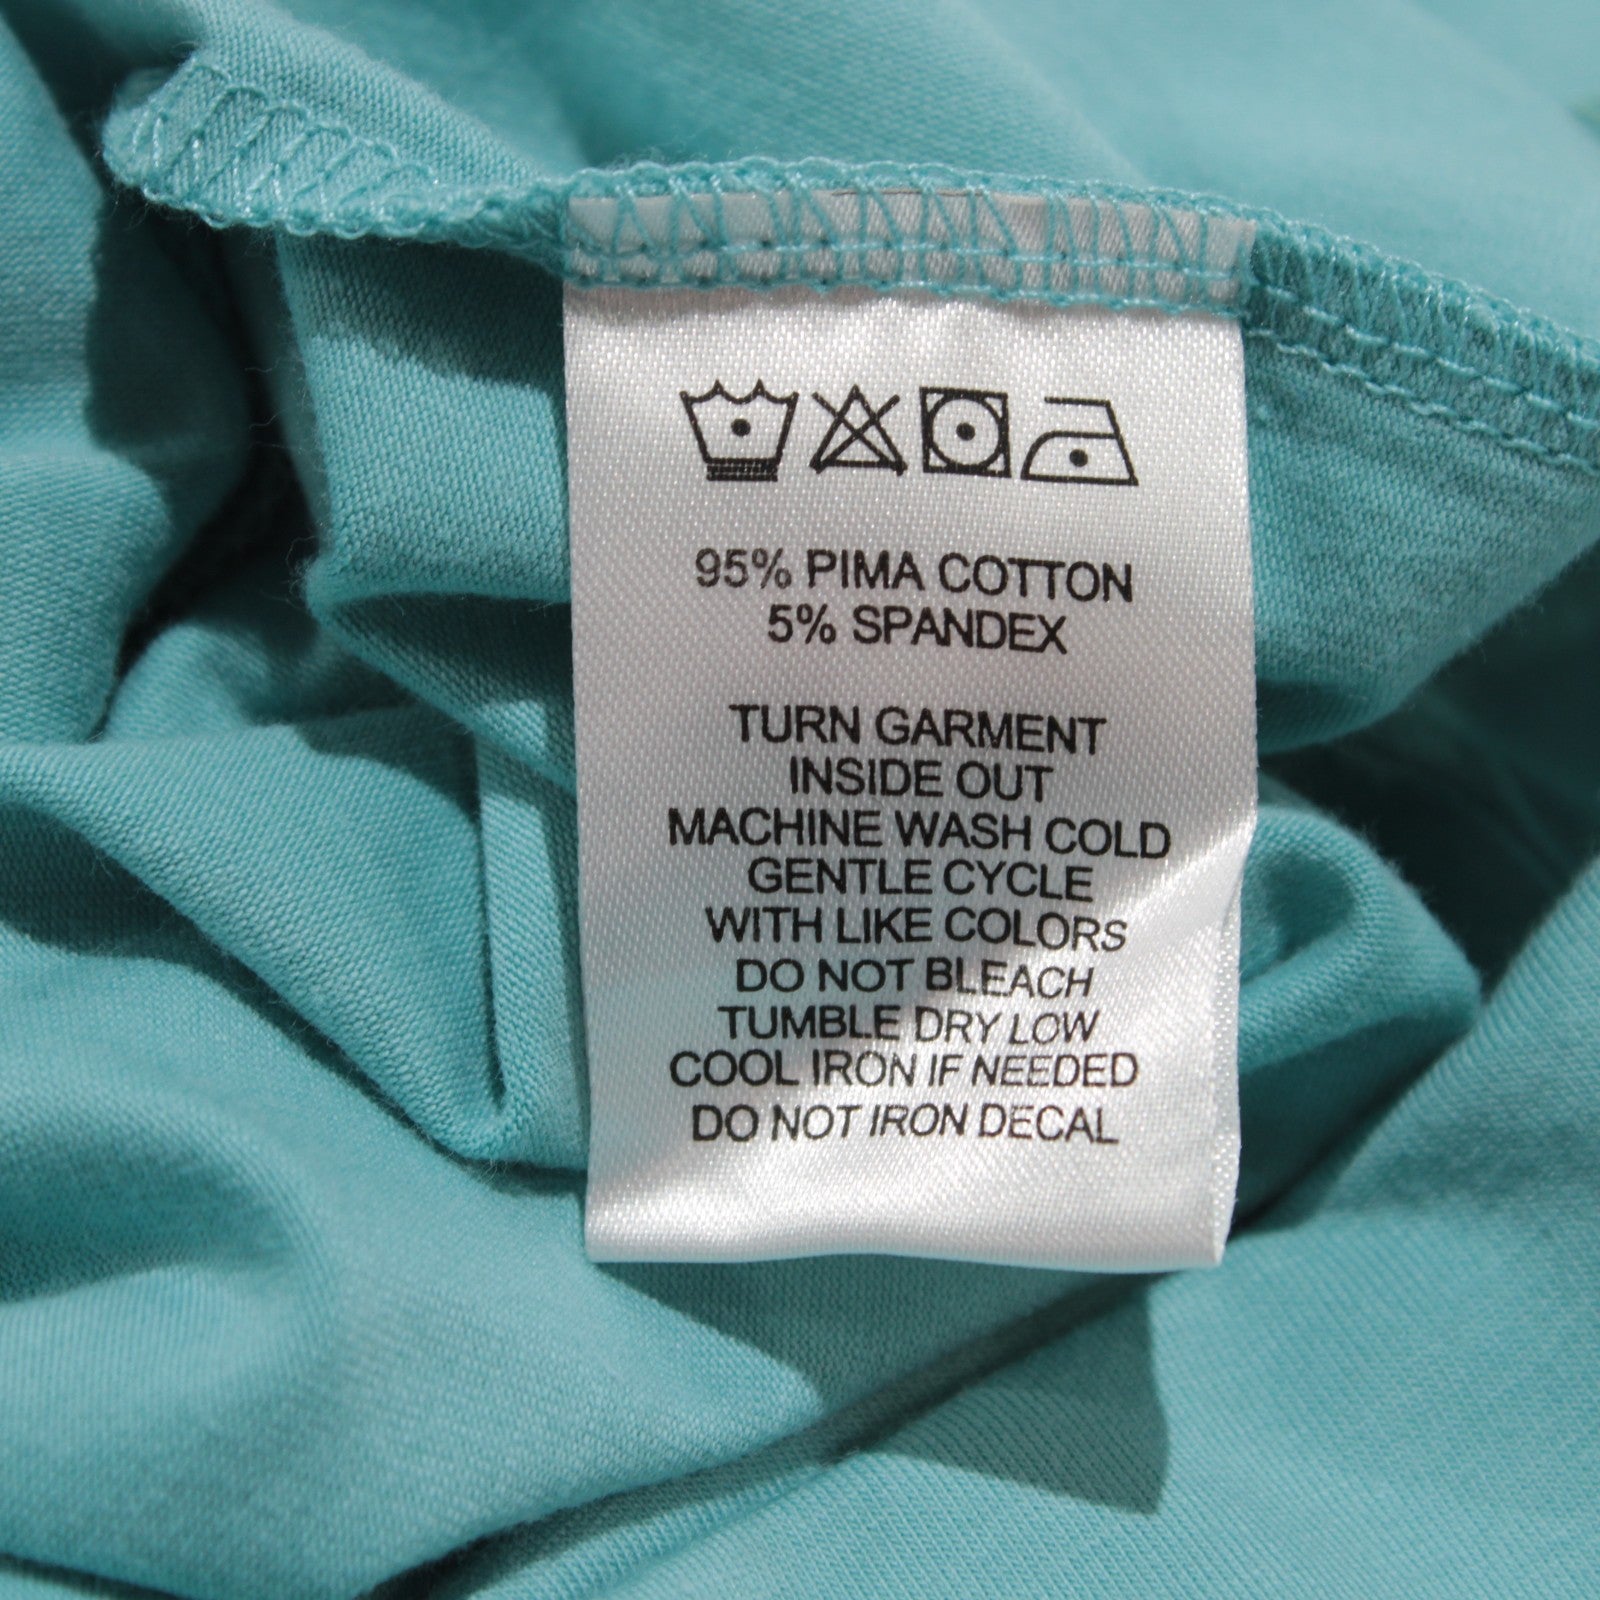 95% PIMA COTTON
5% SPANDEX
TURN GARMENT
INSIDE OUT
MACHINE WASH COLD
GENTLE CYCLE
WITH LIKE COLORS
DO NOT BLEACH
TUMBLE DRY LOW
COOL IRON IF NEEDED
DO NOT IRON DECAL